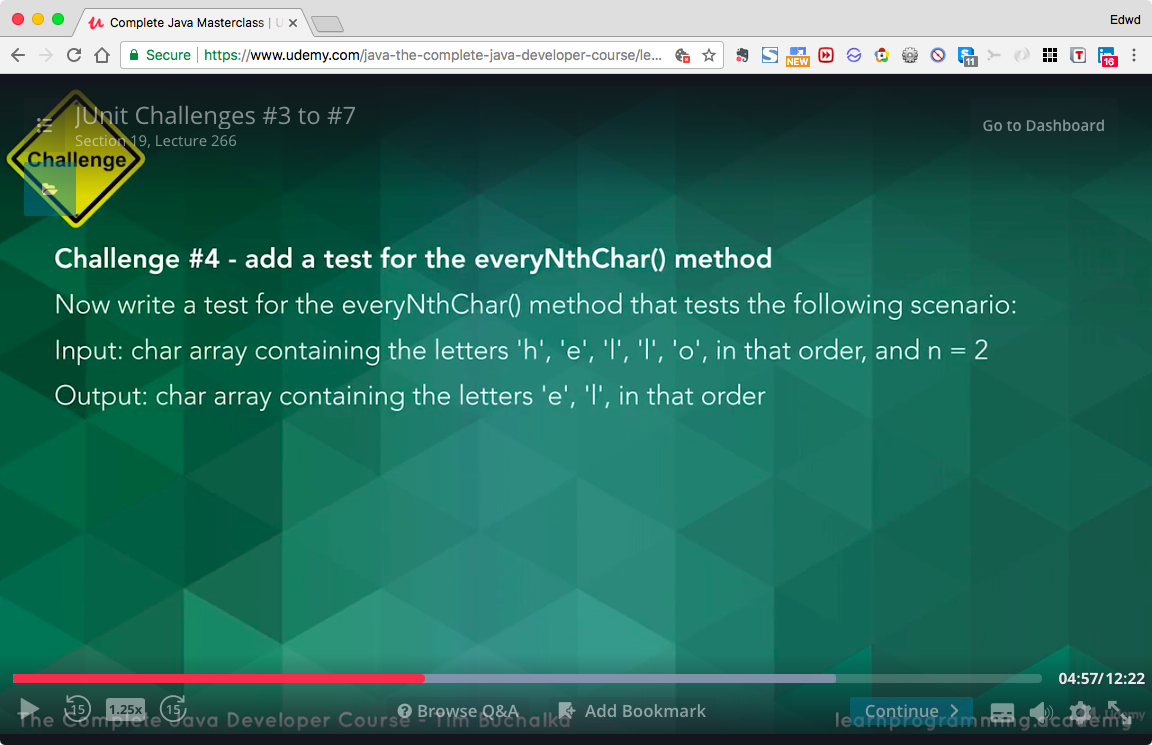 Complete Java Masterclass | U
Edwd
Secure https://www.udemy.com/java-the-complete-java-developer-course/le...
NEW
11
T
16
JUnit Challenges #3 to #7
Section 19, Lecture 266
Go to Dashboard
Challenge
Challenge #4 - add a test for the everyNthChar() method
Now write a test for the everyNthChar() method that tests the following scenario:
Input: char array containing the letters 'h', 'e', 'l', 'l', 'o', in that order, and n = 2
Output: char array containing the letters 'e', 'l', in that order
04:57/12:22
15
1.25x
15
Browse Q&A
Add Bookmark
Continue
The Complete Java Developer Course - Tim Buchalka
learnprogramming.academy
Udemy